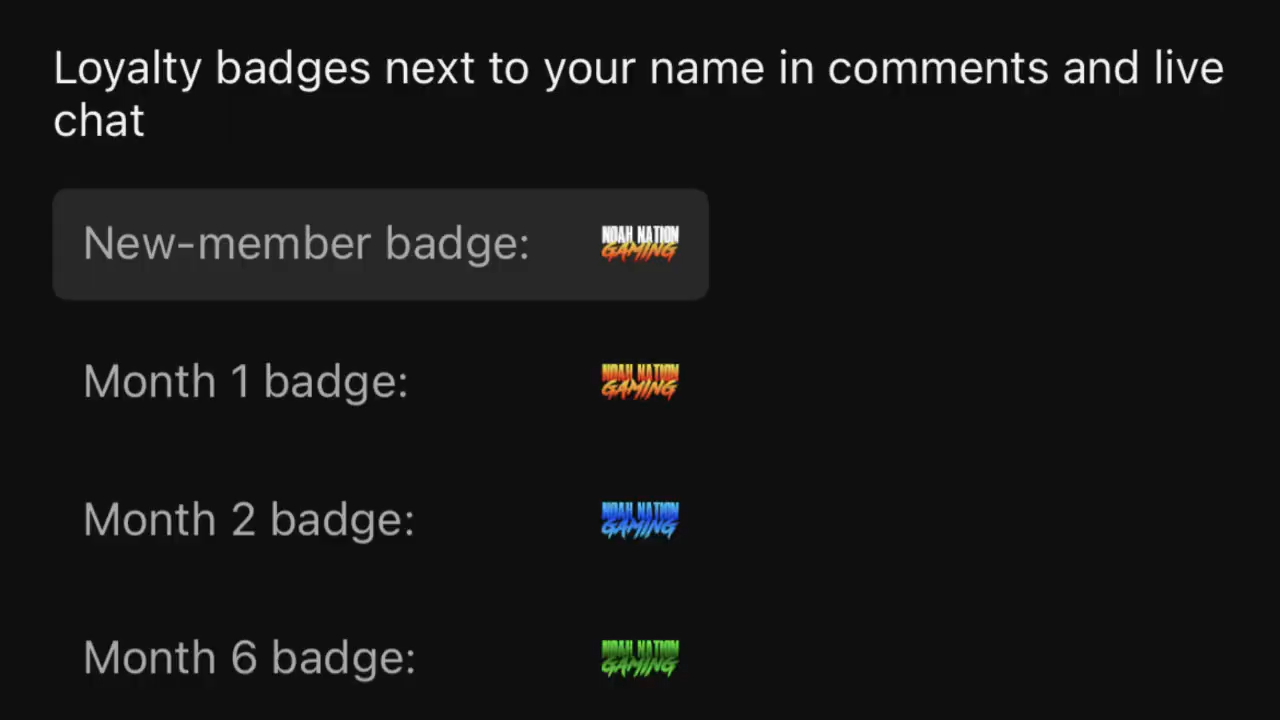 Loyalty badges next to your name in comments and live
chat
New-member badge:
NOAH NATION
GAMING
Month 1 badge:
NOAH NATION
GAMING
Month 2 badge:
NOAH NATION
GAMING
Month 6 badge:
NOAH NATION
GAMING